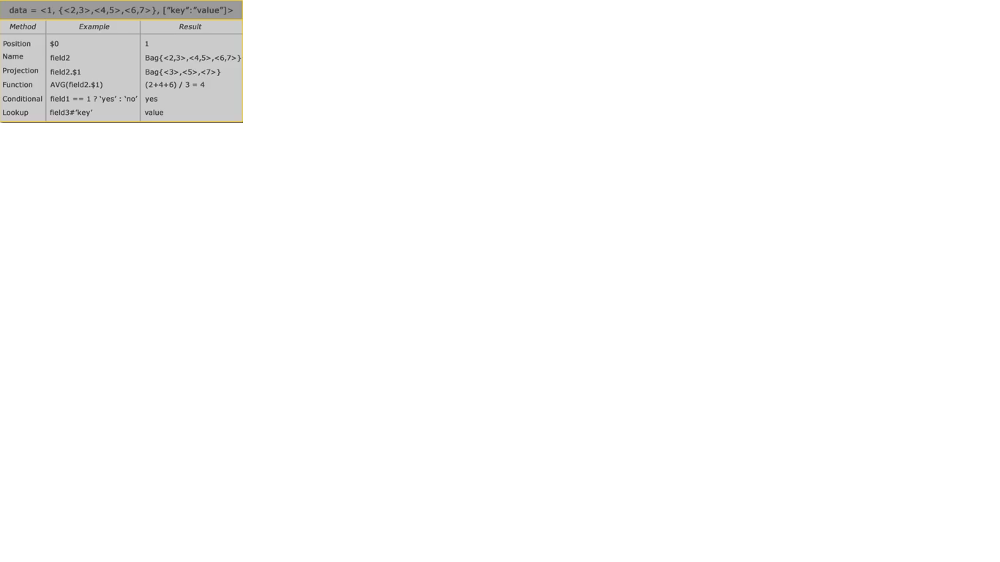 data = <1, {<2,3>,<4,5>,<6,7>}, [”key”:”value”]>
Method Example Result
Position $0 1
Name field2 Bag{<2,3>,<4,5>,<6,7>}
Projection field2.$1 Bag{<3>,<5>,<7>}
Function AVG(field2.$1) (2+4+6) / 3 = 4
Conditional field1 == 1 ? ‘yes’ : ‘no’ yes
Lookup field3#’key’ value